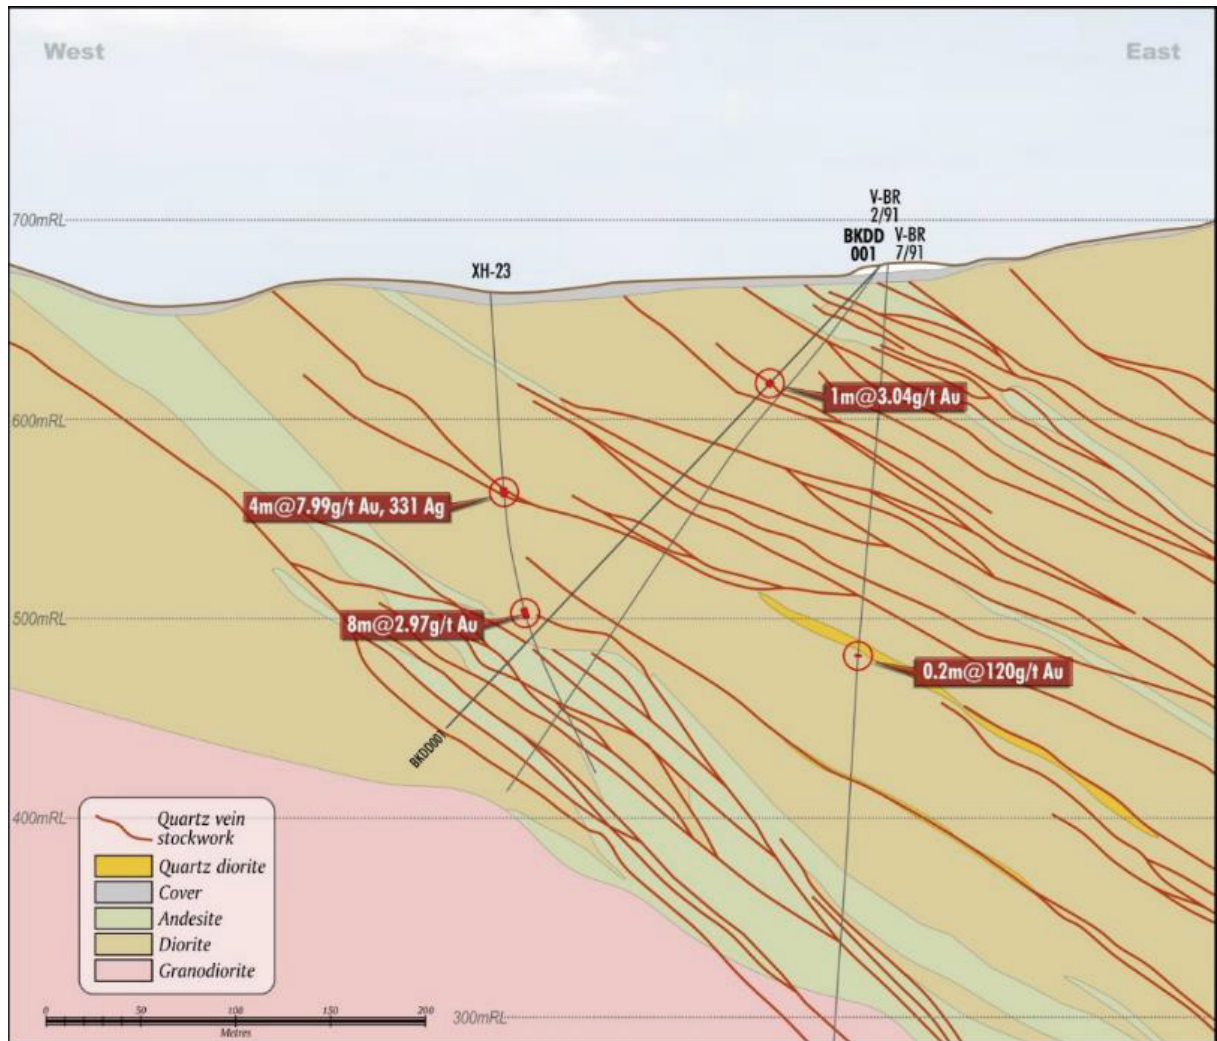 West
East
700mRL
V-BR
2/91
BKDD
001
V-BR
7/91
XH-23
1m@3.04g/t Au
600mRL
4m@7.99g/t Au, 331 Ag
500mRL
8m@2.97g/t Au
0.2m@120g/t Au
BKDD001
400mRL
Quartz vein
stockwork
Quartz diorite
Cover
Andesite
Diorite
Granodiorite
0 50 100 150 200
Metres
300mRL